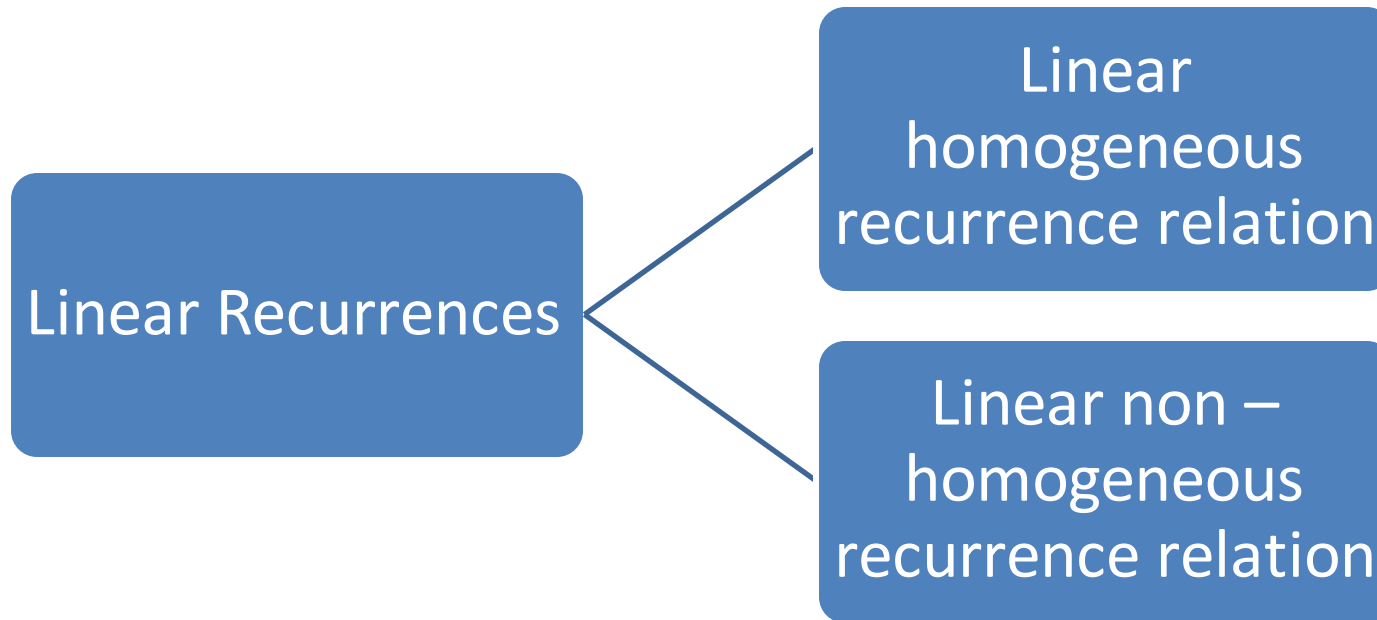 Linear Recurrences
Linear
homogeneous
recurrence relation
Linear non –
homogeneous
recurrence relation